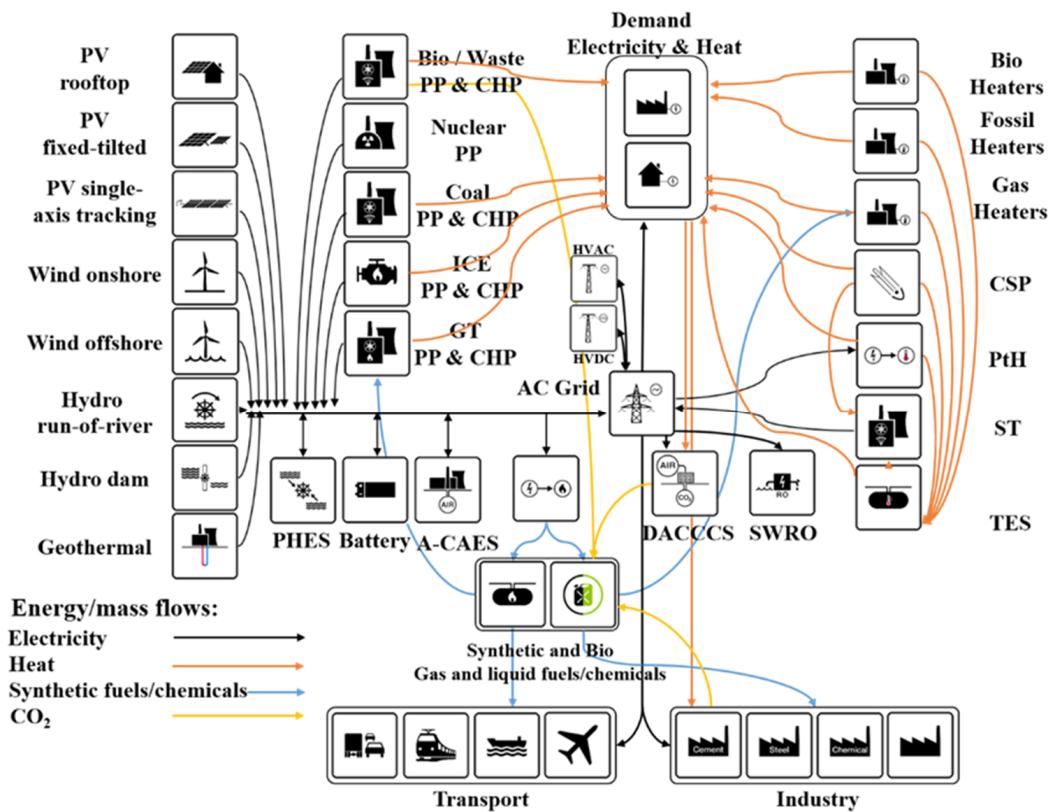 Demand
Electricity & Heat
PV
rooftop
PV
fixed-tilted
PV single-
axis tracking
Wind onshore
Wind offshore
Hydro
run-of-river
Hydro dam
Geothermal
Bio / Waste
PP & CHP
Nuclear
PP
Coal
PP & CHP
ICE
PP & CHP
GT
PP & CHP
HVAC
HVDC
AC Grid
Bio
Heaters
Fossil
Heaters
Gas
Heaters
CSP
PtH
ST
TES
AIR
AIR
CO₂
RO
PHES
Battery
A-CAES
DACCCS
SWRO
Energy/mass flows:
Electricity
Heat
Synthetic fuels/chemicals
CO₂
Synthetic and Bio
Gas and liquid fuels/chemicals
Cement
Steel
Chemical
Transport
Industry